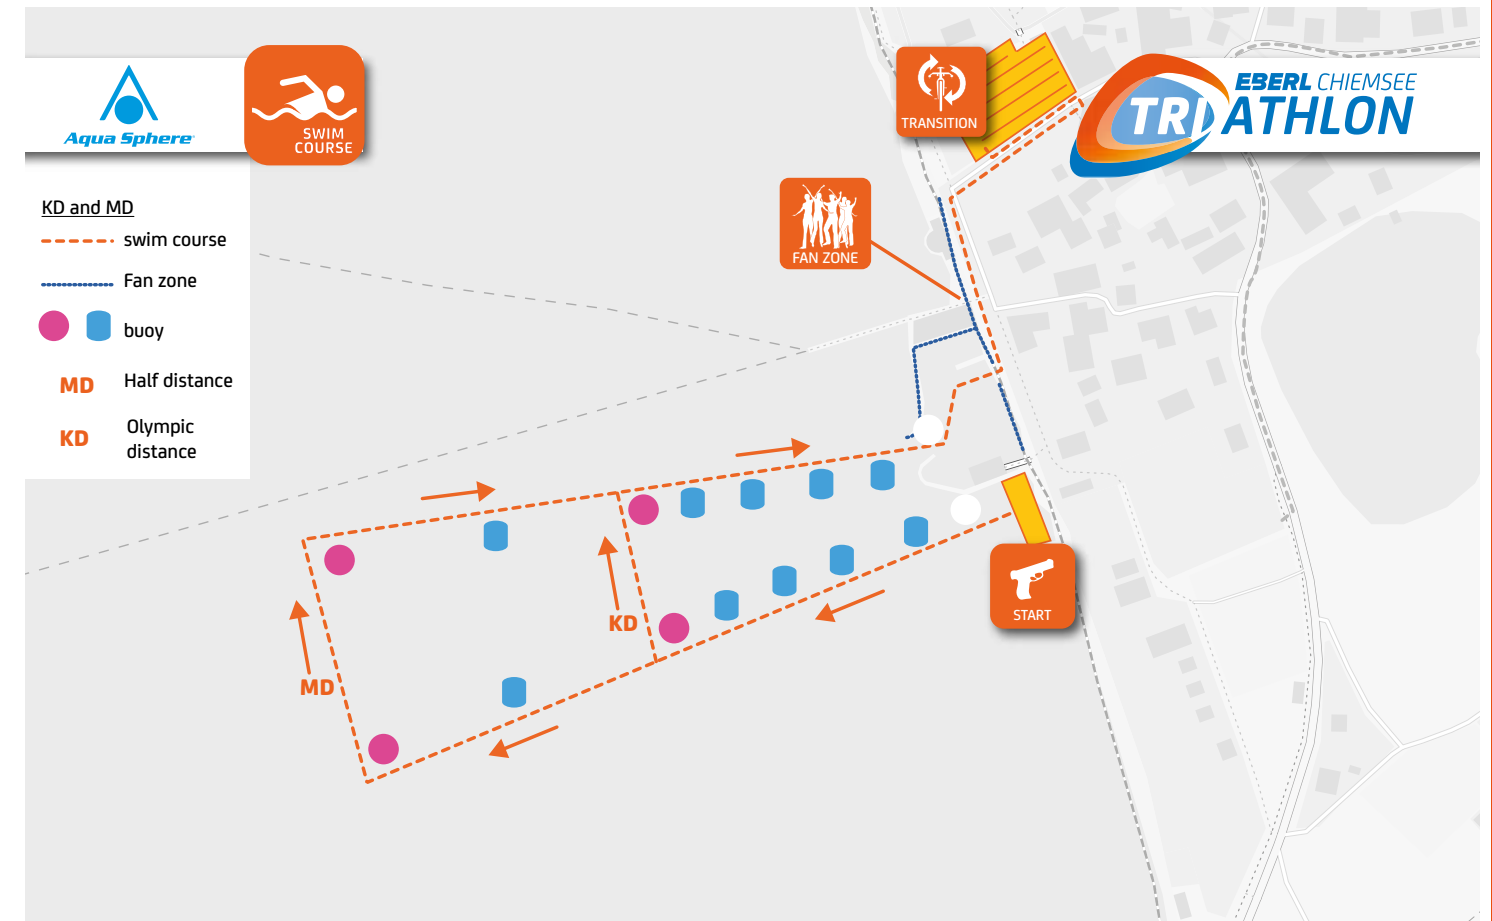 Aqua Sphere
SWIM
COURSE
TRANSITION
EBERL CHIEMSEE
TRIATHLON
KD and MD
swim course
Fan zone
buoy
MD Half distance
KD Olympic
distance
FAN ZONE
KD
MD
START